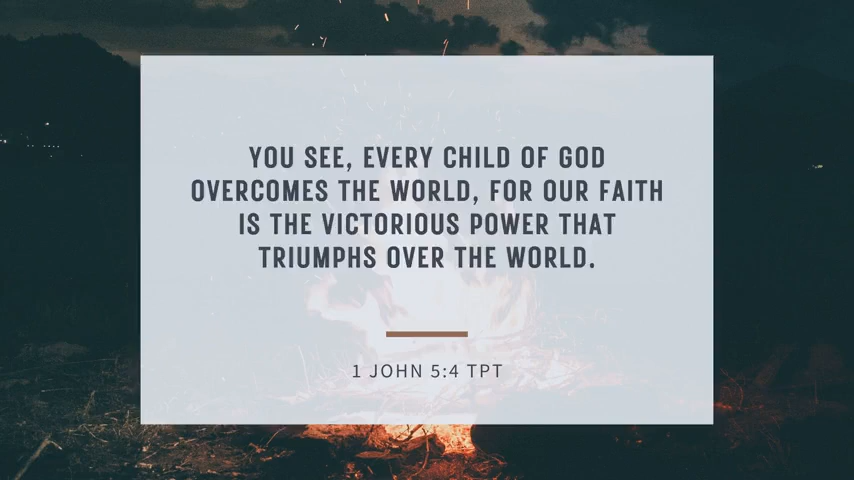 YOU SEE, EVERY CHILD OF GOD
OVERCOMES THE WORLD, FOR OUR FAITH
IS THE VICTORIOUS POWER THAT
TRIUMPHS OVER THE WORLD.
1 JOHN 5:4 TPT